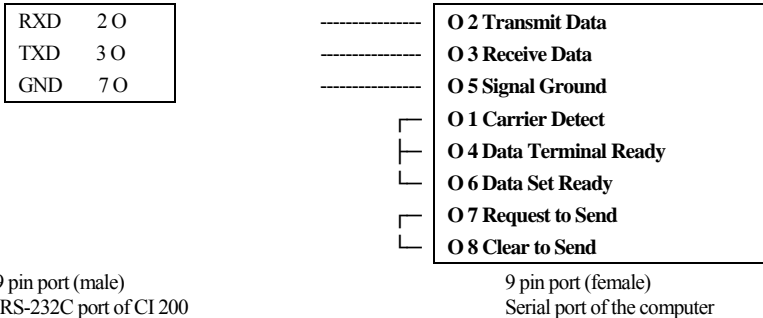 RXD 2 O ---------------- O 2 Transmit Data
TXD 3 O ---------------- O 3 Receive Data
GND 7 O ---------------- O 5 Signal Ground
O 1 Carrier Detect
O 4 Data Terminal Ready
O 6 Data Set Ready
O 7 Request to Send
O 8 Clear to Send
9 pin port (male) 9 pin port (female)
RS-232C port of CI 200 Serial port of the computer